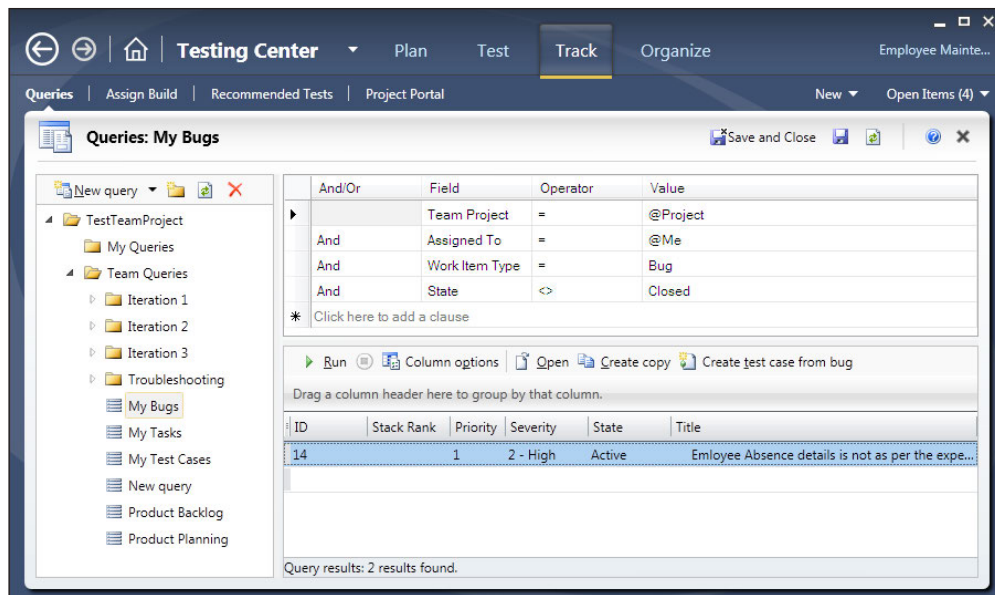 Testing Center Plan Test Track Organize Employee Mainte...
Queries | Assign Build | Recommended Tests | Project Portal New Open Items (4)
Queries: My Bugs Save and Close
New query
TestTeamProject
My Queries
Team Queries
Iteration 1
Iteration 2
Iteration 3
Troubleshooting
My Bugs
My Tasks
My Test Cases
New query
Product Backlog
Product Planning
And/Or Field Operator Value
Team Project = @Project
And Assigned To = @Me
And Work Item Type = Bug
And State <> Closed
* Click here to add a clause
Run Column options Open Create copy Create test case from bug
Drag a column header here to group by that column.
ID Stack Rank Priority Severity State Title
14 1 2 - High Active Emloyee Absence details is not as per the expe...
Query results: 2 results found.